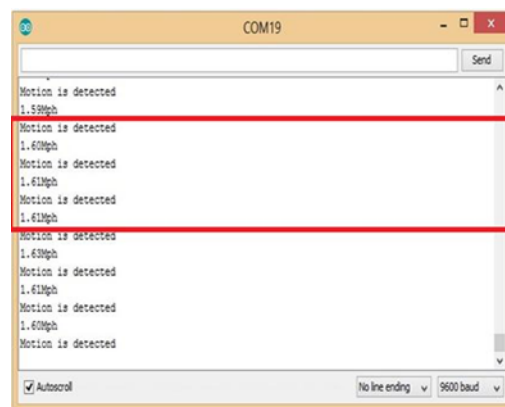 COM19
Send
Motion is detected
1.59Mph
Motion is detected
1.60Mph
Motion is detected
1.61Mph
Motion is detected
1.61Mph
Motion is detected
1.63Mph
Motion is detected
1.61Mph
Motion is detected
1.60Mph
Motion is detected
Autoscroll
No line ending
9600 baud